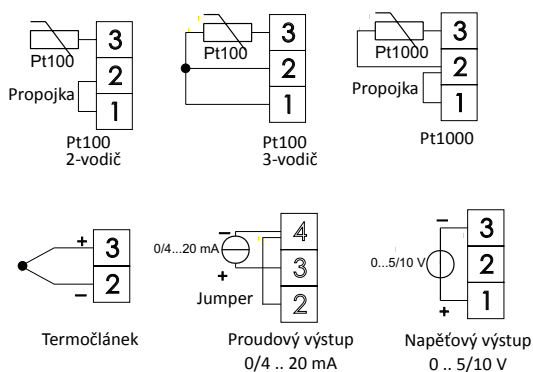 Pt100
3
2
1
Propojka
Pt100
2-vodič
Pt100
3
2
1
Pt100
3-vodič
Pt1000
3
2
1
Propojka
Pt1000
+
3
–
2
Termočlánek
0/4...20 mA
–
+
4
3
2
Jumper
Proudový výstup
0/4 .. 20 mA
0...5/10 V
–
+
3
2
1
Napěťový výstup
0 .. 5/10 V